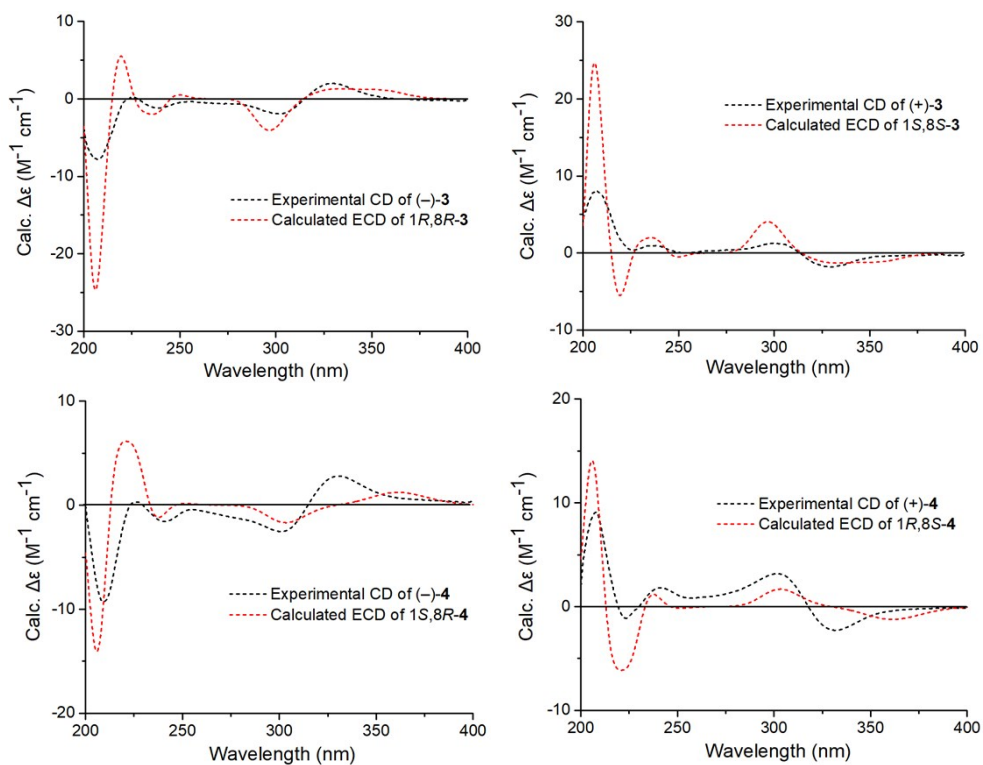 10
0
-10
-20
-30
Calc. Δε (M⁻¹ cm⁻¹)
Experimental CD of (–)-3
Calculated ECD of 1R,8R-3
200 250 300 350 400
Wavelength (nm)
30
20
10
0
-10
Calc. Δε (M⁻¹ cm⁻¹)
Experimental CD of (+)-3
Calculated ECD of 1S,8S-3
200 250 300 350 400
Wavelength (nm)
10
0
-10
-20
Calc. Δε (M⁻¹ cm⁻¹)
Experimental CD of (–)-4
Calculated ECD of 1S,8R-4
200 250 300 350 400
Wavelength (nm)
20
10
0
-10
Calc. Δε (M⁻¹ cm⁻¹)
Experimental CD of (+)-4
Calculated ECD of 1R,8S-4
200 250 300 350 400
Wavelength (nm)